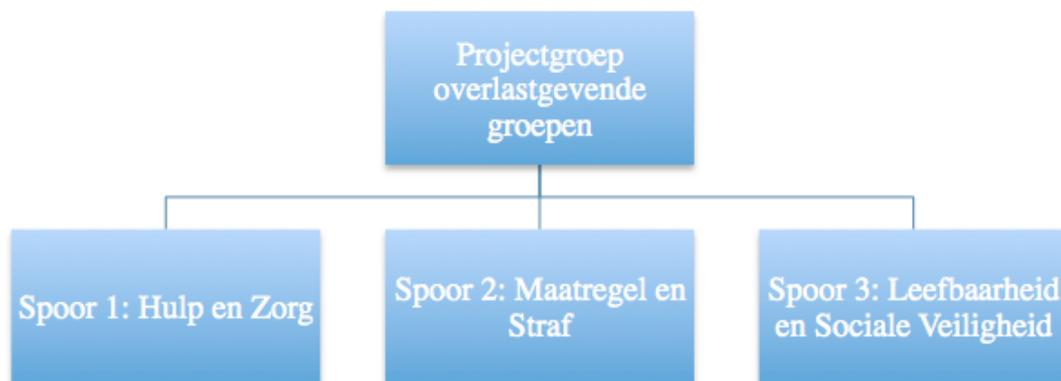 Projectgroep
overlastgevende
groepen
Spoor 1: Hulp en Zorg
Spoor 2: Maatregel en
Straf
Spoor 3: Leefbaarheid
en Sociale Veiligheid